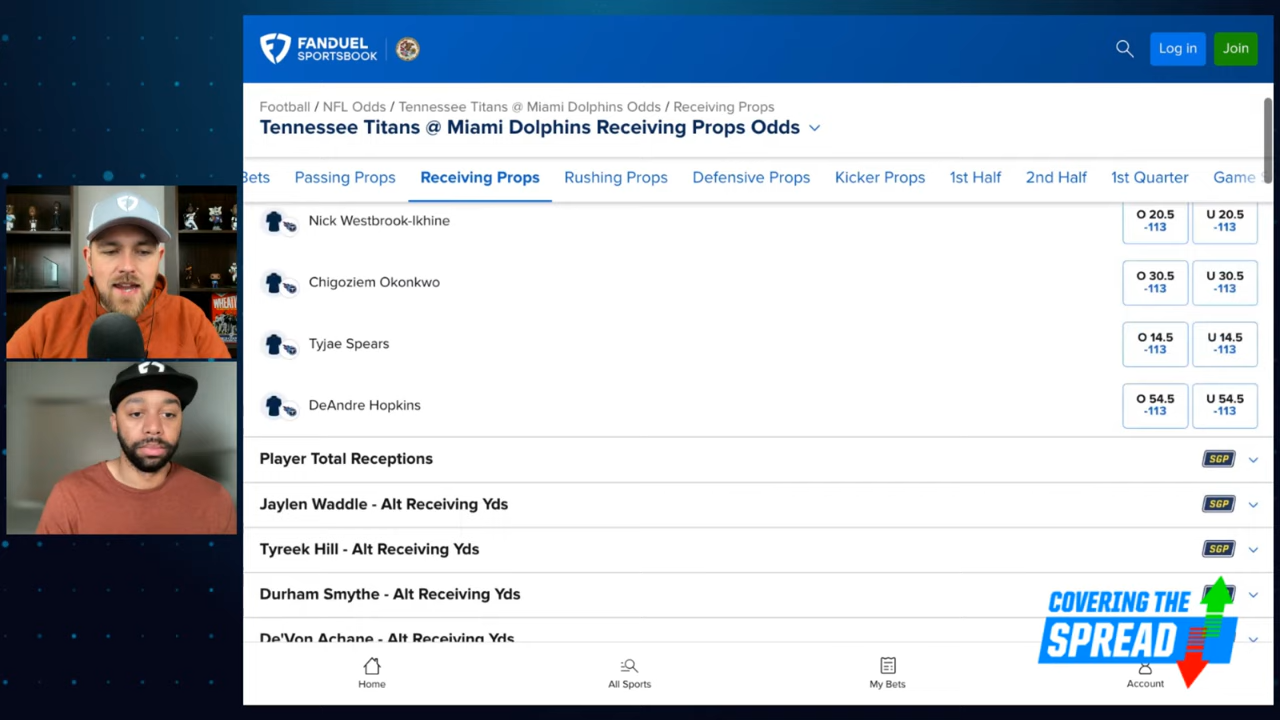 FANDUEL
SPORTSBOOK
Log in
Join
Football / NFL Odds / Tennessee Titans @ Miami Dolphins Odds / Receiving Props
Tennessee Titans @ Miami Dolphins Receiving Props Odds
Bets
Passing Props
Receiving Props
Rushing Props
Defensive Props
Kicker Props
1st Half
2nd Half
1st Quarter
Game
Nick Westbrook-Ikhine
O 20.5
-113
U 20.5
-113
Chigoziem Okonkwo
O 30.5
-113
U 30.5
-113
Tyjae Spears
O 14.5
-113
U 14.5
-113
DeAndre Hopkins
O 54.5
-113
U 54.5
-113
Player Total Receptions
SGP
Jaylen Waddle - Alt Receiving Yds
SGP
Tyreek Hill - Alt Receiving Yds
SGP
Durham Smythe - Alt Receiving Yds
De'Von Achane - Alt Receiving Yds
COVERING THE
SPREAD
Home
All Sports
My Bets
Account
WHEATIES